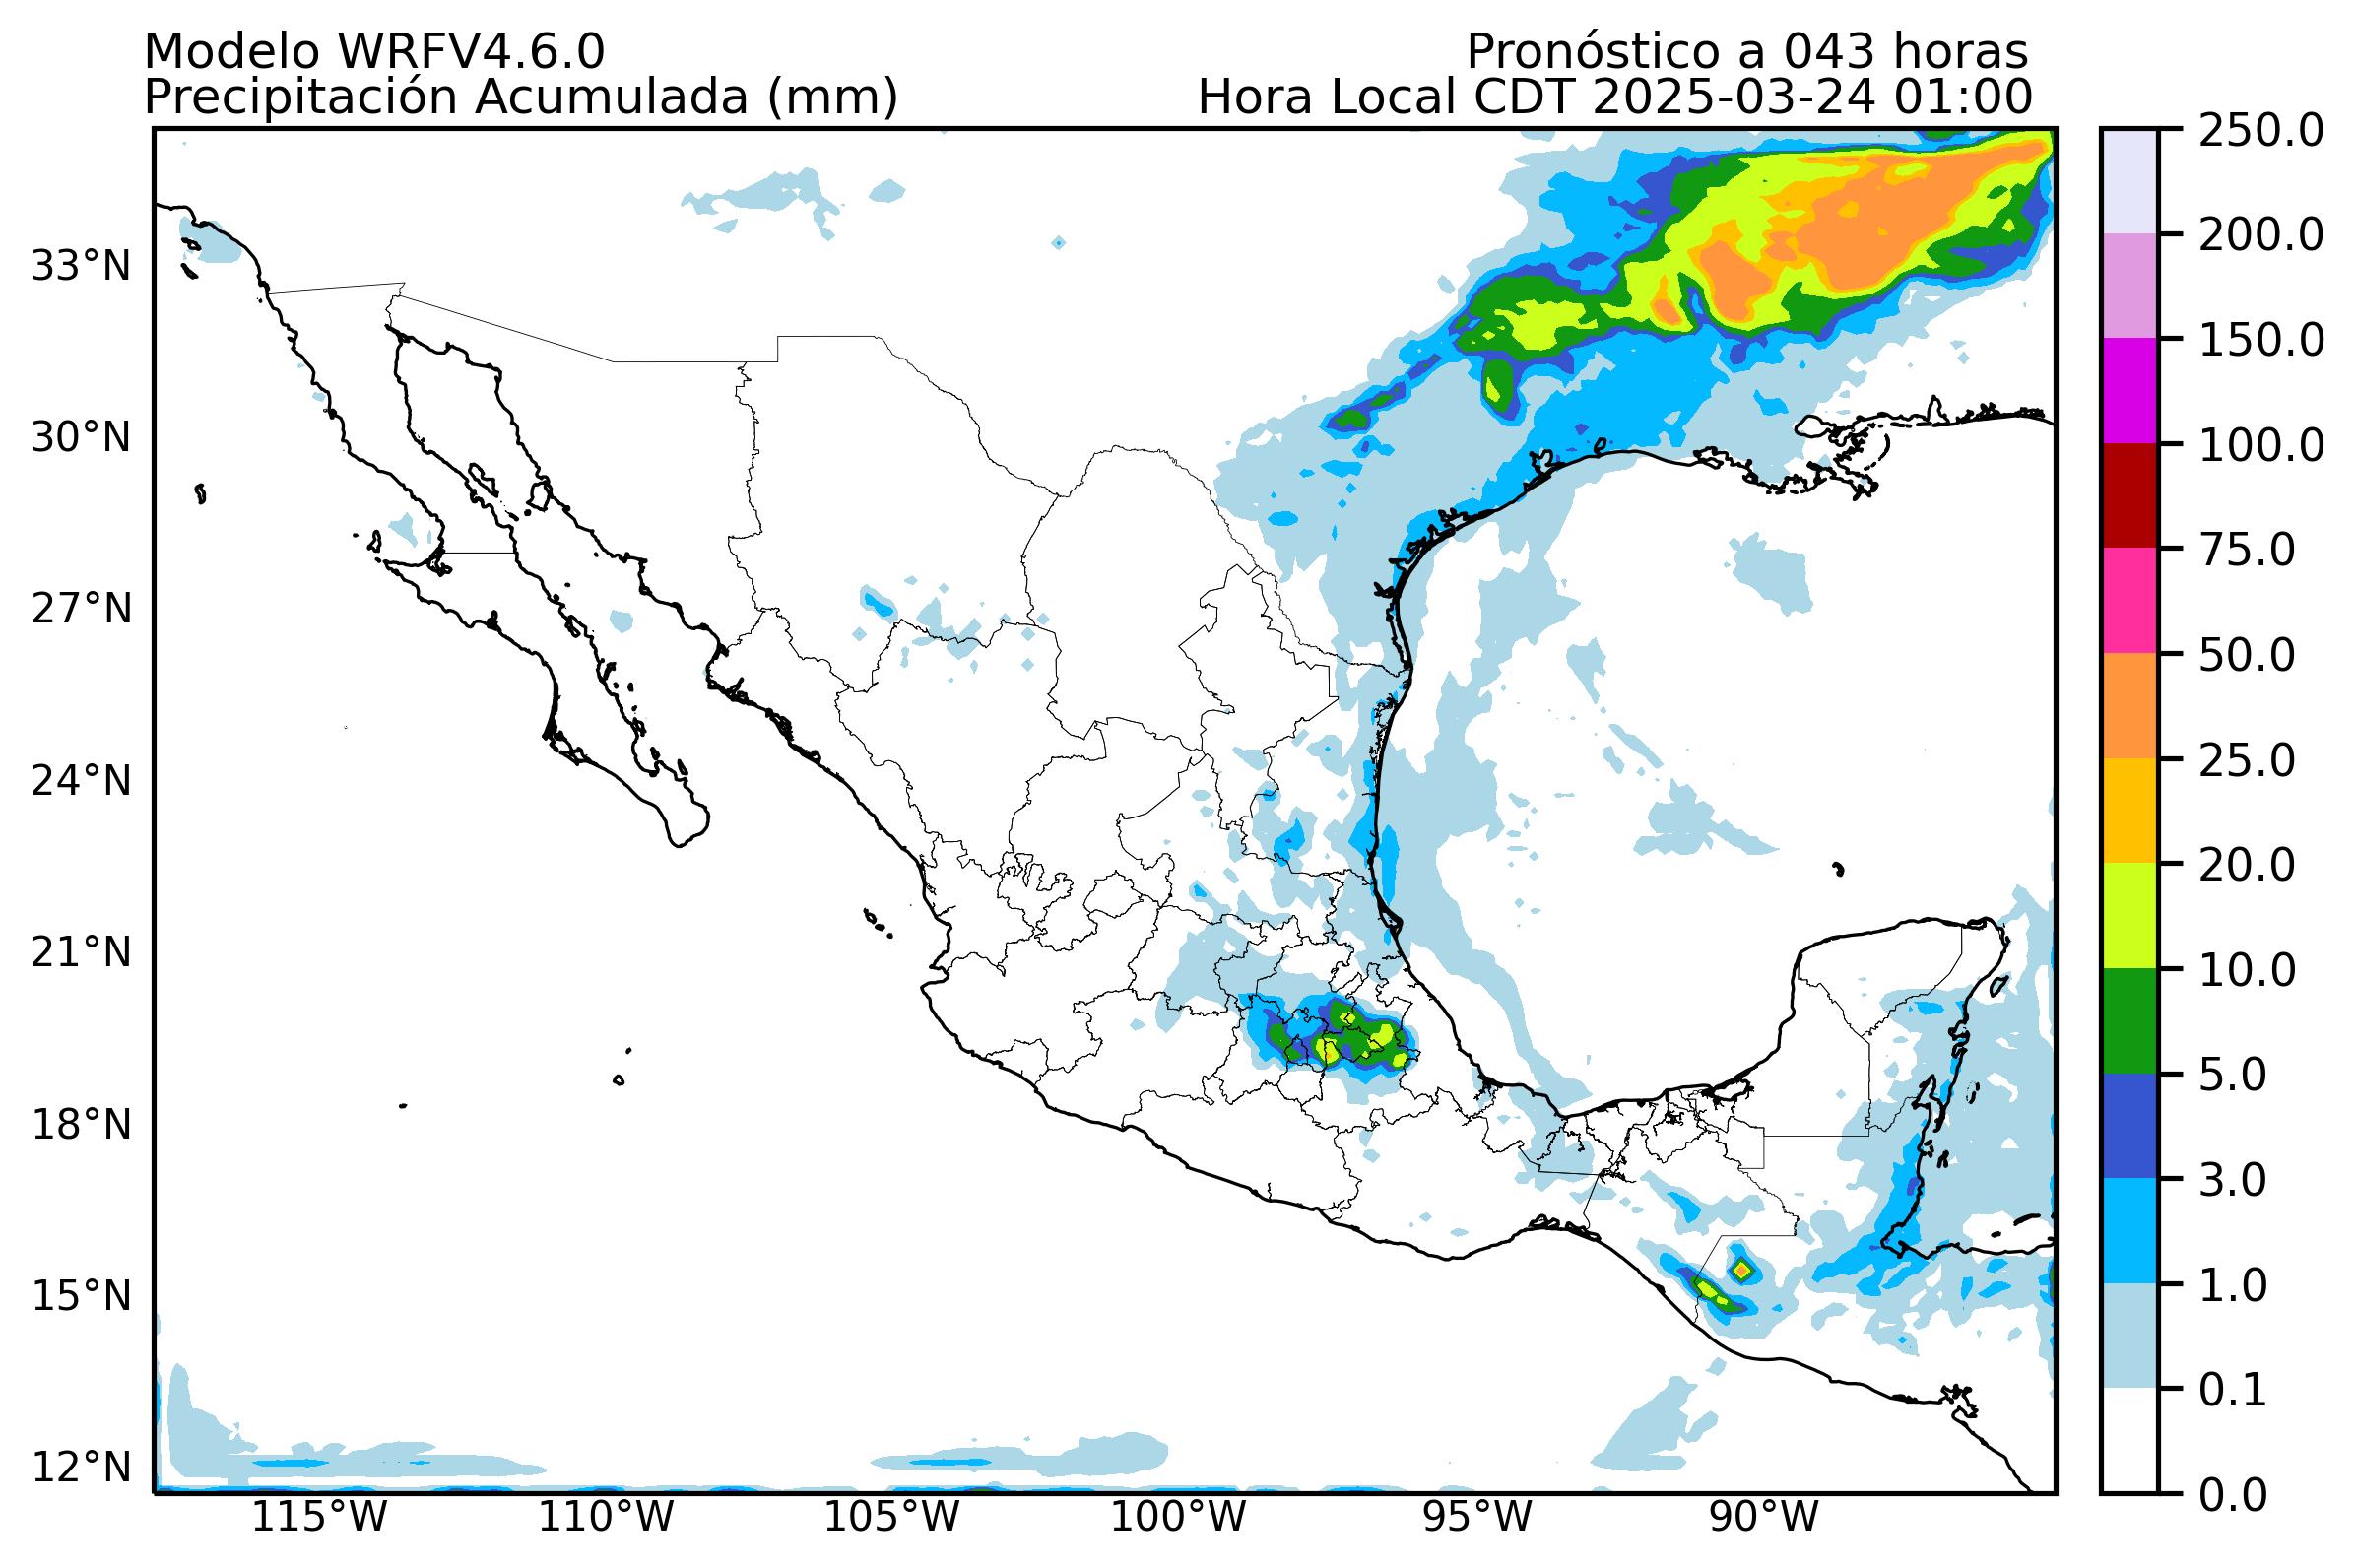 Modelo WRFV4.6.0
Pronóstico a 043 horas
Precipitación Acumulada (mm)
Hora Local CDT 2025-03-24 01:00
33°N
30°N
27°N
24°N
21°N
18°N
15°N
12°N
115°W
110°W
105°W
100°W
95°W
90°W
250.0
200.0
150.0
100.0
75.0
50.0
25.0
20.0
10.0
5.0
3.0
1.0
0.1
0.0